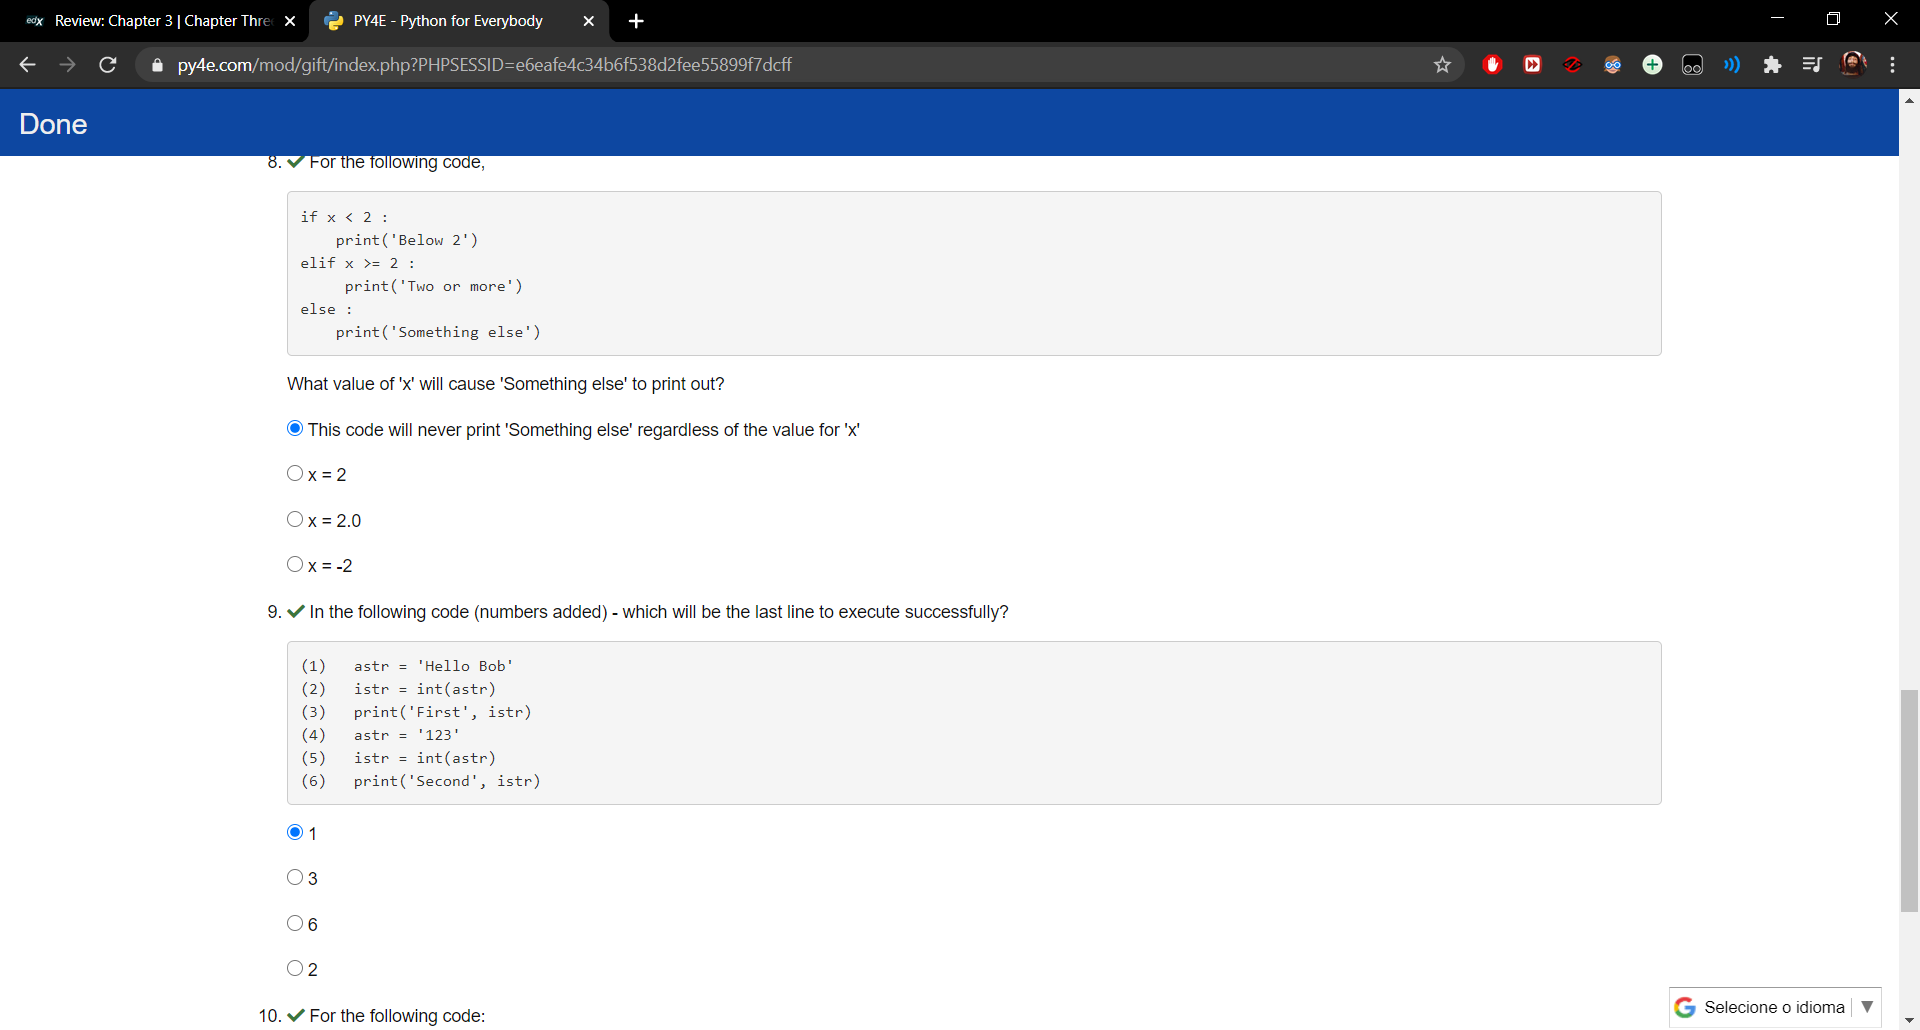 edX Review: Chapter 3 | Chapter Thre
PY4E - Python for Everybody
py4e.com/mod/gift/index.php?PHPSESSID=e6eafe4c34b6f538d2fee55899f7dcff
Done
8. For the following code,
if x < 2 :
    print('Below 2')
elif x >= 2 :
     print('Two or more')
else :
    print('Something else')
What value of 'x' will cause 'Something else' to print out?
This code will never print 'Something else' regardless of the value for 'x'
x = 2
x = 2.0
x = -2
9. In the following code (numbers added) - which will be the last line to execute successfully?
(1)   astr = 'Hello Bob'
(2)   istr = int(astr)
(3)   print('First', istr)
(4)   astr = '123'
(5)   istr = int(astr)
(6)   print('Second', istr)
1
3
6
2
10. For the following code:
G Selecione o idioma